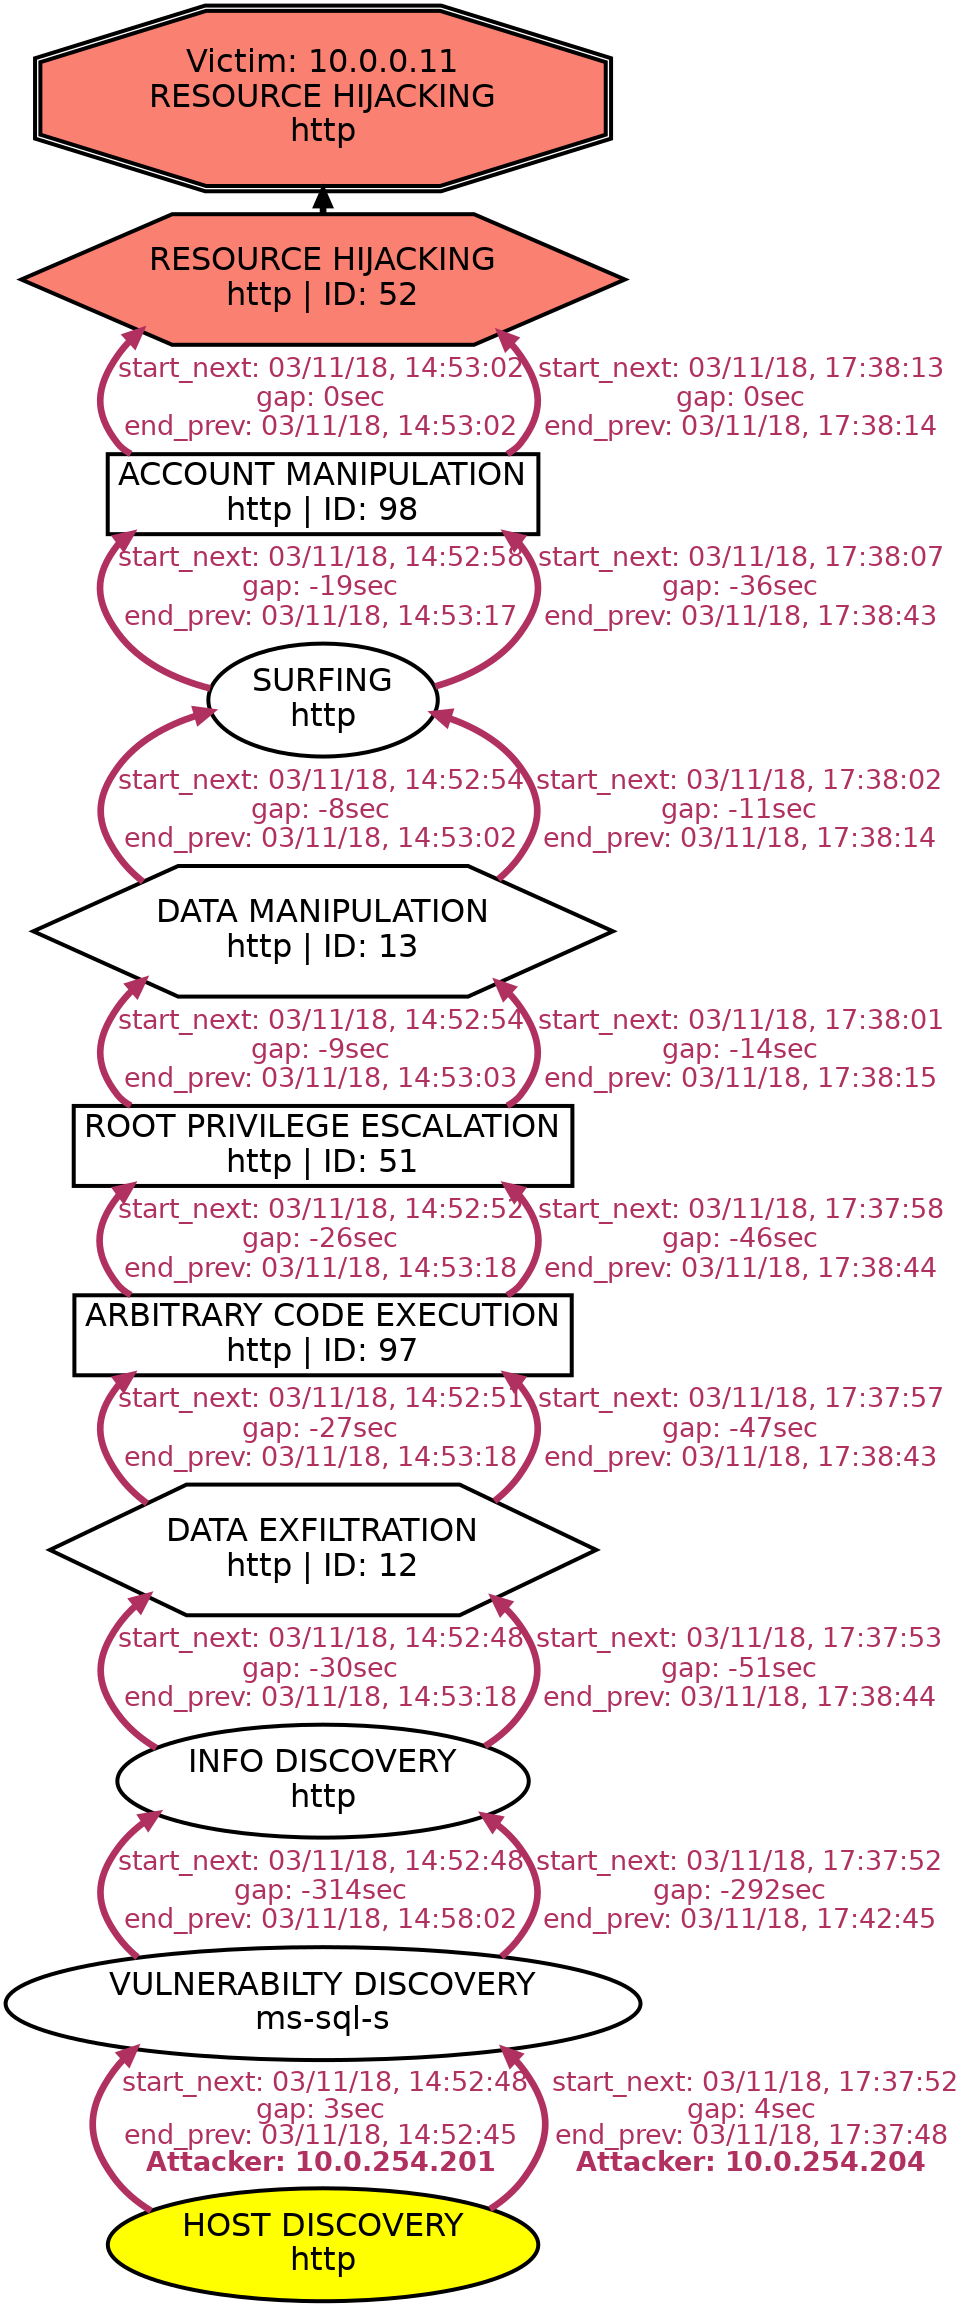 Victim: 10.0.0.11
RESOURCE HIJACKING
http
RESOURCE HIJACKING
http | ID: 52
start_next: 03/11/18, 14:53:02
gap: 0sec
end_prev: 03/11/18, 14:53:02
start_next: 03/11/18, 17:38:13
gap: 0sec
end_prev: 03/11/18, 17:38:14
ACCOUNT MANIPULATION
http | ID: 98
start_next: 03/11/18, 14:52:58
gap: -19sec
end_prev: 03/11/18, 14:53:17
start_next: 03/11/18, 17:38:07
gap: -36sec
end_prev: 03/11/18, 17:38:43
SURFING
http
start_next: 03/11/18, 14:52:54
gap: -8sec
end_prev: 03/11/18, 14:53:02
start_next: 03/11/18, 17:38:02
gap: -11sec
end_prev: 03/11/18, 17:38:14
DATA MANIPULATION
http | ID: 13
start_next: 03/11/18, 14:52:54
gap: -9sec
end_prev: 03/11/18, 14:53:03
start_next: 03/11/18, 17:38:01
gap: -14sec
end_prev: 03/11/18, 17:38:15
ROOT PRIVILEGE ESCALATION
http | ID: 51
start_next: 03/11/18, 14:52:52
gap: -26sec
end_prev: 03/11/18, 14:53:18
start_next: 03/11/18, 17:37:58
gap: -46sec
end_prev: 03/11/18, 17:38:44
ARBITRARY CODE EXECUTION
http | ID: 97
start_next: 03/11/18, 14:52:51
gap: -27sec
end_prev: 03/11/18, 14:53:18
start_next: 03/11/18, 17:37:57
gap: -47sec
end_prev: 03/11/18, 17:38:43
DATA EXFILTRATION
http | ID: 12
start_next: 03/11/18, 14:52:48
gap: -30sec
end_prev: 03/11/18, 14:53:18
start_next: 03/11/18, 17:37:53
gap: -51sec
end_prev: 03/11/18, 17:38:44
INFO DISCOVERY
http
start_next: 03/11/18, 14:52:48
gap: -314sec
end_prev: 03/11/18, 14:58:02
start_next: 03/11/18, 17:37:52
gap: -292sec
end_prev: 03/11/18, 17:42:45
VULNERABILTY DISCOVERY
ms-sql-s
start_next: 03/11/18, 14:52:48
gap: 3sec
end_prev: 03/11/18, 14:52:45
Attacker: 10.0.254.201
start_next: 03/11/18, 17:37:52
gap: 4sec
end_prev: 03/11/18, 17:37:48
Attacker: 10.0.254.204
HOST DISCOVERY
http